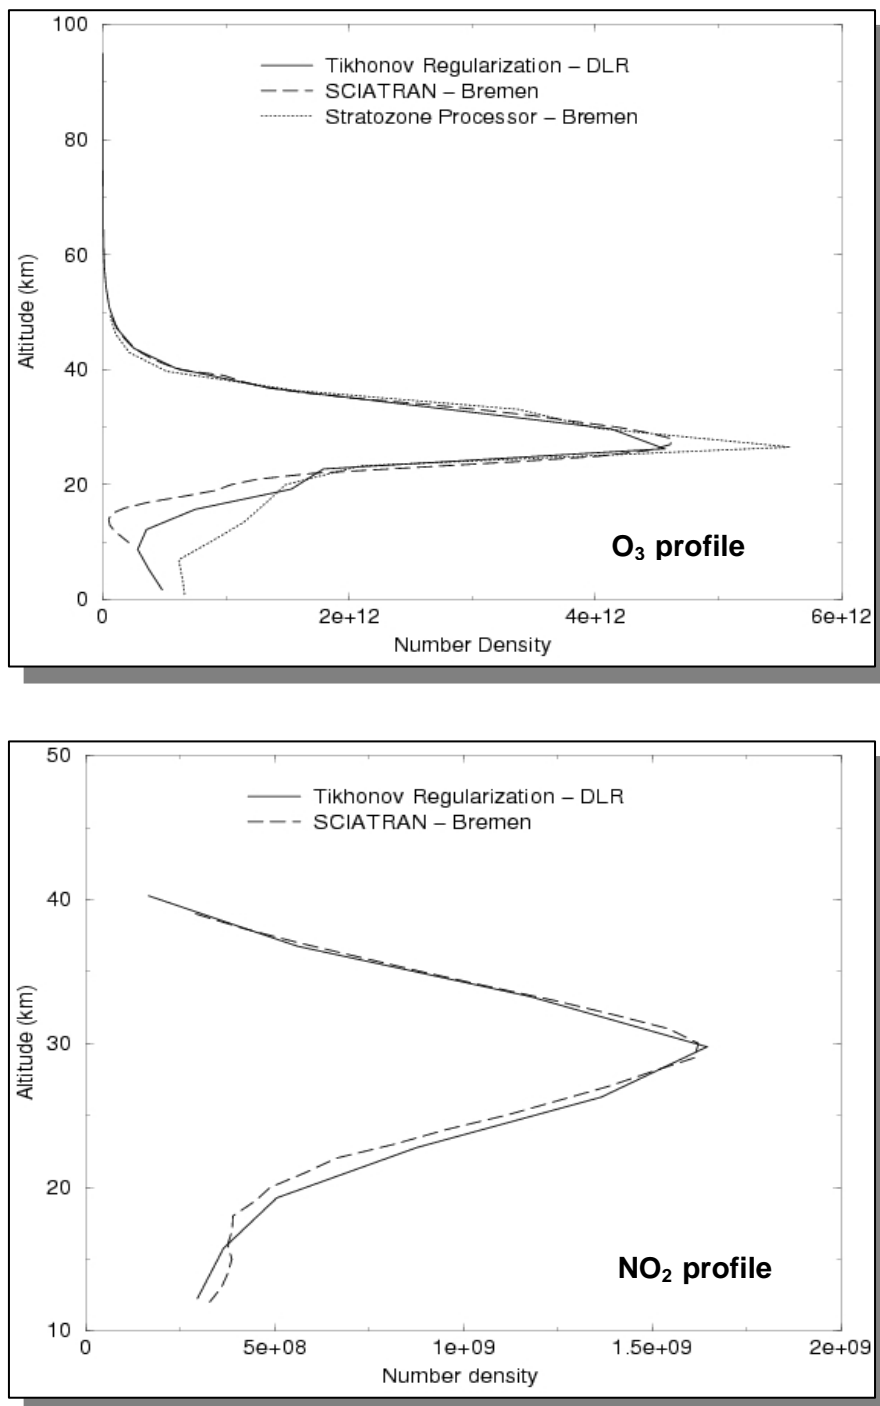 100
80
60
40
20
0
Altitude (km)
Tikhonov Regularization – DLR
SCIATRAN – Bremen
Stratozone Processor – Bremen
O₃ profile
0 2e+12 4e+12 6e+12
Number Density
50
40
30
20
10
Altitude (km)
Tikhonov Regularization – DLR
SCIATRAN – Bremen
NO₂ profile
0 5e+08 1e+09 1.5e+09 2e+09
Number density